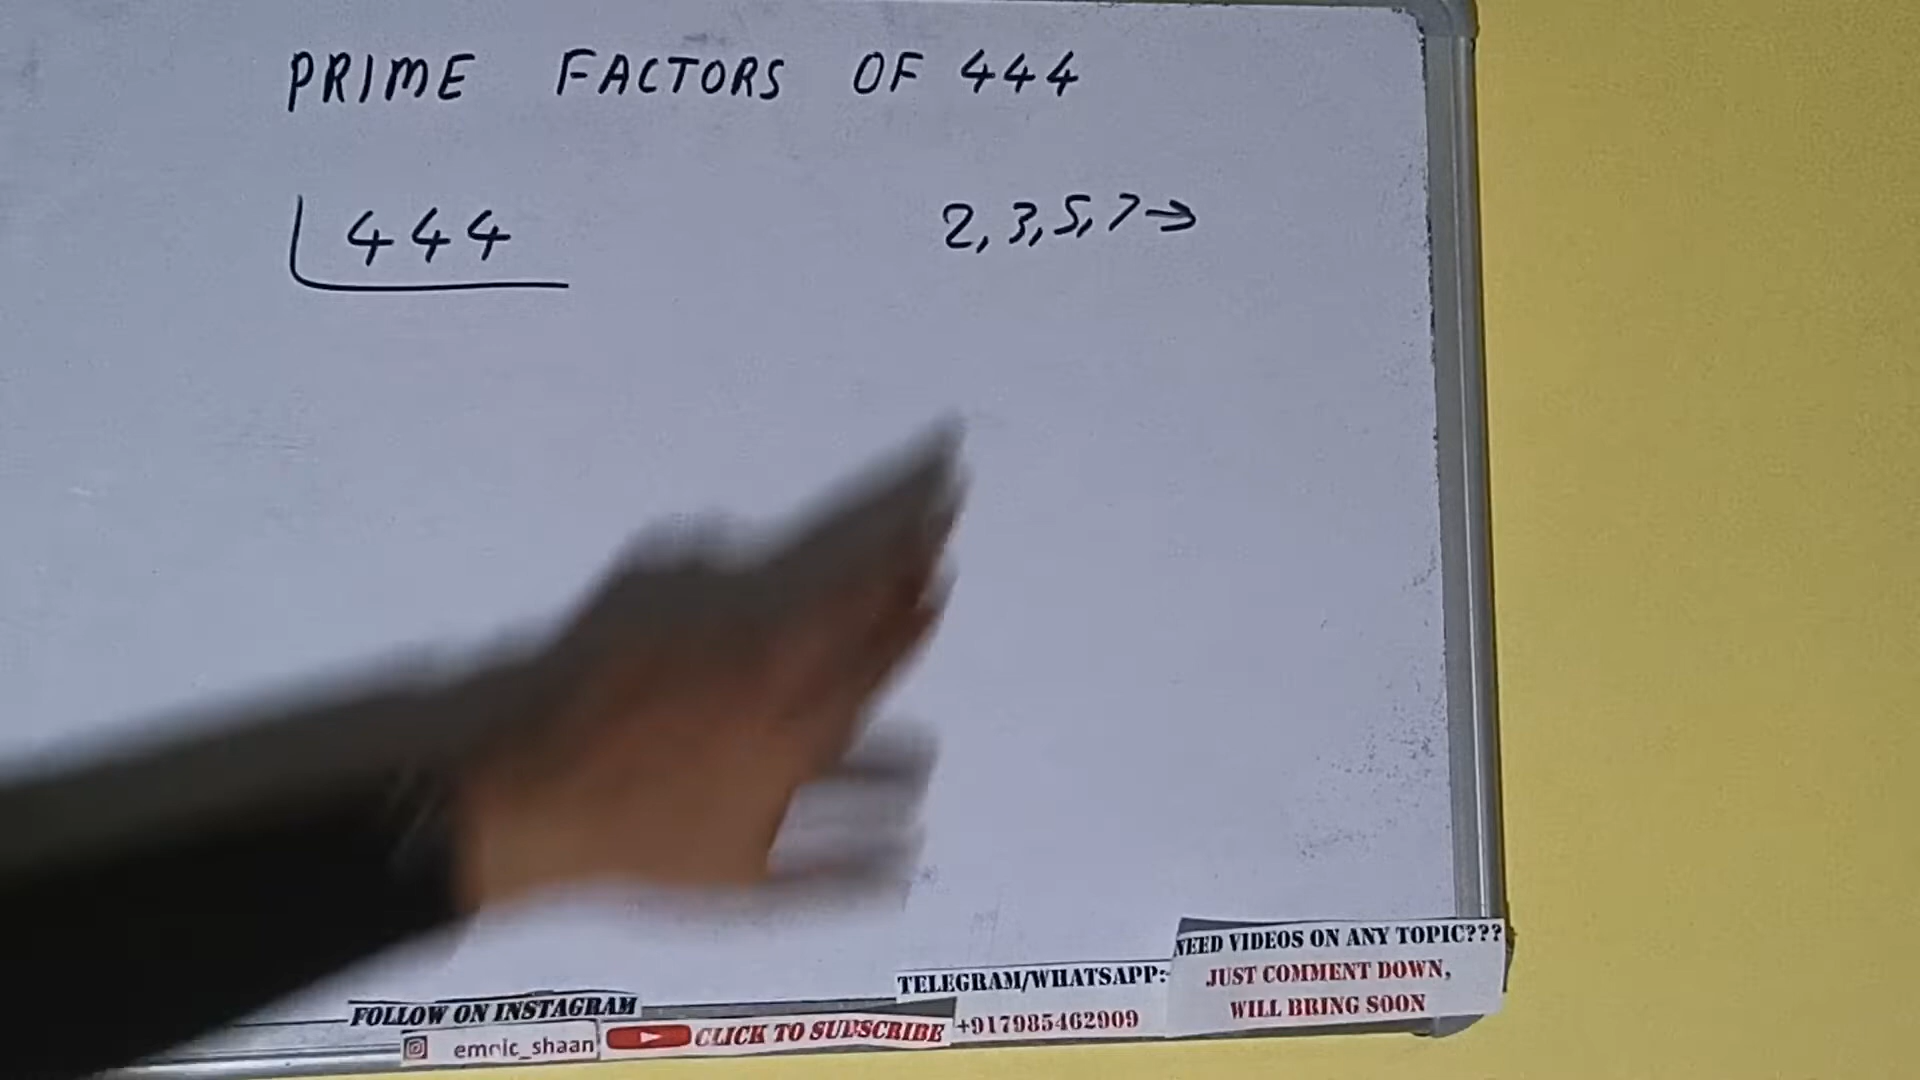 PRIME FACTORS OF 444
444
2, 3, 5, 7 →
NEED VIDEOS ON ANY TOPIC???
JUST COMMENT DOWN,
WILL BRING SOON
TELEGRAM/WHATSAPP:-
+917985462909
FOLLOW ON INSTAGRAM
CLICK TO SUBSCRIBE